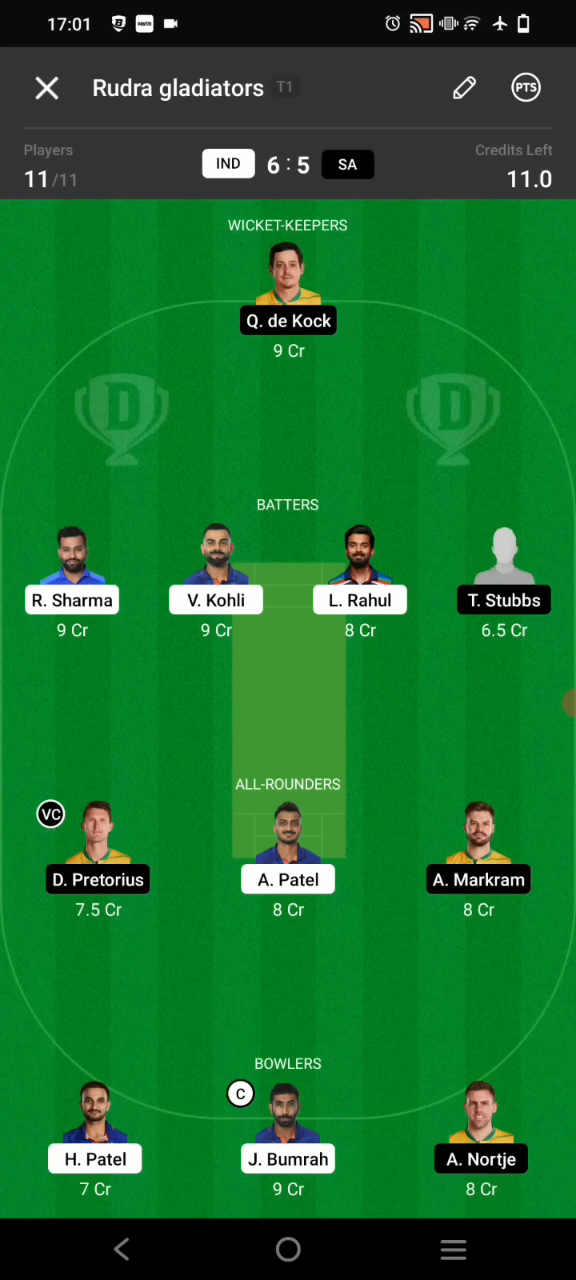 17:01
Rudra gladiators T1
PTS
Players
Credits Left
11/11
IND 6 : 5 SA
11.0
WICKET-KEEPERS
Q. de Kock
9 Cr
D D
BATTERS
R. Sharma V. Kohli L. Rahul T. Stubbs
9 Cr 9 Cr 8 Cr 6.5 Cr
ALL-ROUNDERS
VC
D. Pretorius A. Patel A. Markram
7.5 Cr 8 Cr 8 Cr
BOWLERS
C
H. Patel J. Bumrah A. Nortje
7 Cr 9 Cr 8 Cr